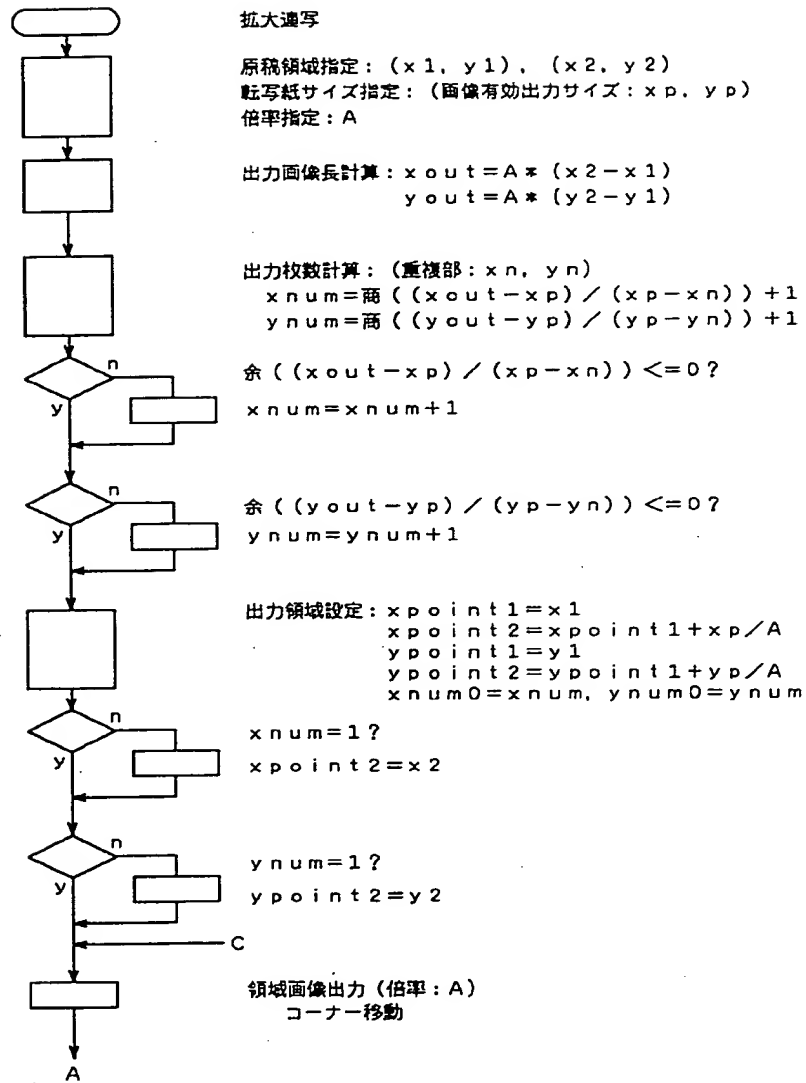 拡大連写
原稿領域指定：(x1, y1), (x2, y2)
転写紙サイズ指定：(画像有効出力サイズ：xp, yp)
倍率指定：A
出力画像長計算：xout=A*(x2-x1)
yout=A*(y2-y1)
出力枚数計算：(重複部：xn, yn)
xnum=商((xout-xp)/(xp-xn))+1
ynum=商((yout-yp)/(yp-yn))+1
n
余((xout-xp)/(xp-xn))<=0?
y
xnum=xnum+1
n
余((yout-yp)/(yp-yn))<=0?
y
ynum=ynum+1
出力領域設定：xpoint1=x1
xpoint2=xpoint1+xp/A
ypoint1=y1
ypoint2=ypoint1+yp/A
xnum0=xnum, ynum0=ynum
n
xnum=1?
y
xpoint2=x2
n
ynum=1?
y
ypoint2=y2
C
領域画像出力(倍率：A)
コーナー移動
A